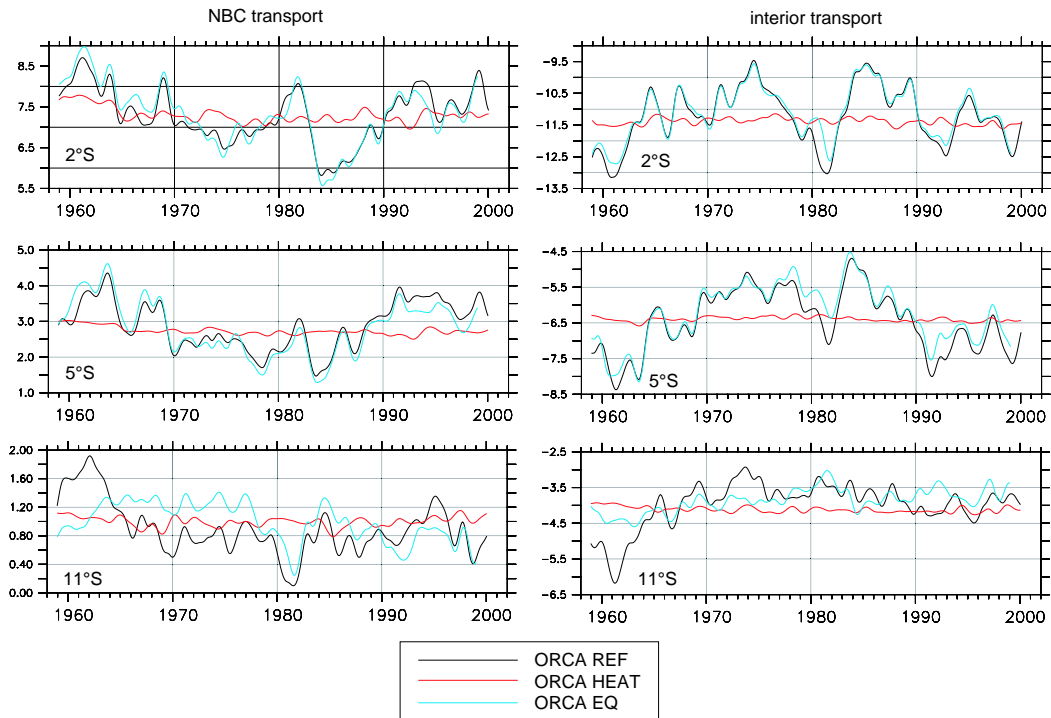 NBC transport
interior transport
8.5
7.5
6.5
5.5
2°S
1960 1970 1980 1990 2000
−9.5
−10.5
−11.5
−12.5
−13.5
2°S
1960 1970 1980 1990 2000
5.0
4.0
3.0
2.0
1.0
5°S
1960 1970 1980 1990 2000
−4.5
−5.5
−6.5
−7.5
−8.5
5°S
1960 1970 1980 1990 2000
2.00
1.60
1.20
0.80
0.40
0.00
11°S
1960 1970 1980 1990 2000
−2.5
−3.5
−4.5
−5.5
−6.5
11°S
1960 1970 1980 1990 2000
ORCA REF
ORCA HEAT
ORCA EQ